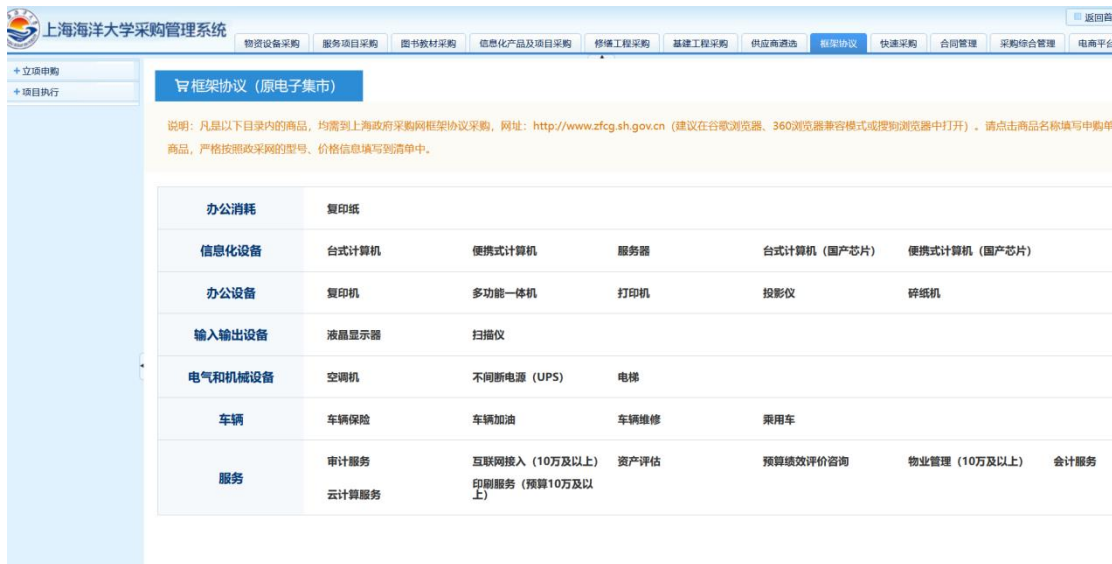 上海海洋大学采购管理系统
返回首
物资设备采购 服务项目采购 图书教材采购 信息化产品及项目采购 修缮工程采购 基建工程采购 供应商遴选 框架协议 快速采购 合同管理 采购综合管理 电商平台
+立项申购
+项目执行
框架协议（原电子集市）
说明：凡是以下目录内的商品，均需到上海政府采购网框架协议采购，网址：http://www.zfcg.sh.gov.cn（建议在谷歌浏览器、360浏览器兼容模式或搜狗浏览器中打开）。请点击商品名称填写申购单
商品，严格按照政采网的型号、价格信息填写到清单中。
办公消耗 复印纸
信息化设备 台式计算机 便携式计算机 服务器 台式计算机（国产芯片） 便携式计算机（国产芯片）
办公设备 复印机 多功能一体机 打印机 投影仪 碎纸机
输入输出设备 液晶显示器 扫描仪
电气和机械设备 空调机 不间断电源（UPS） 电梯
车辆 车辆保险 车辆加油 车辆维修 乘用车
服务 审计服务 互联网接入（10万及以上） 资产评估 预算绩效评价咨询 物业管理（10万及以上） 会计服务
云计算服务 印刷服务（预算10万及以
上）